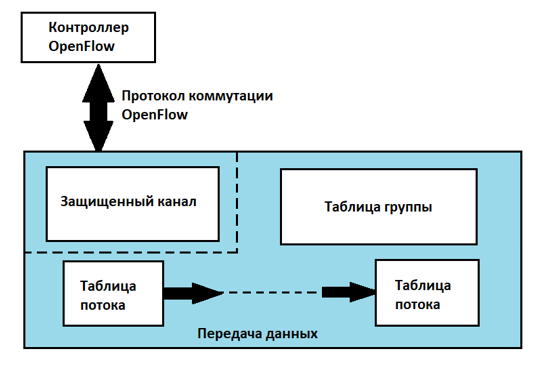 Контроллер
OpenFlow
Протокол коммутации
OpenFlow
Защищенный канал
Таблица группы
Таблица
потока
Таблица
потока
Передача данных